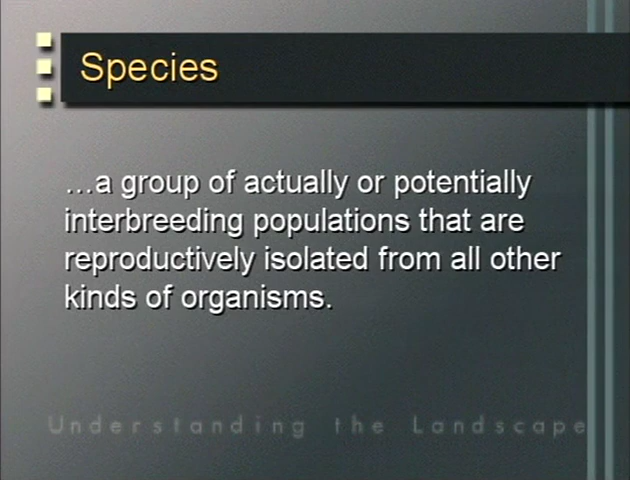 Species
…a group of actually or potentially
interbreeding populations that are
reproductively isolated from all other
kinds of organisms.
Understanding the Landscape